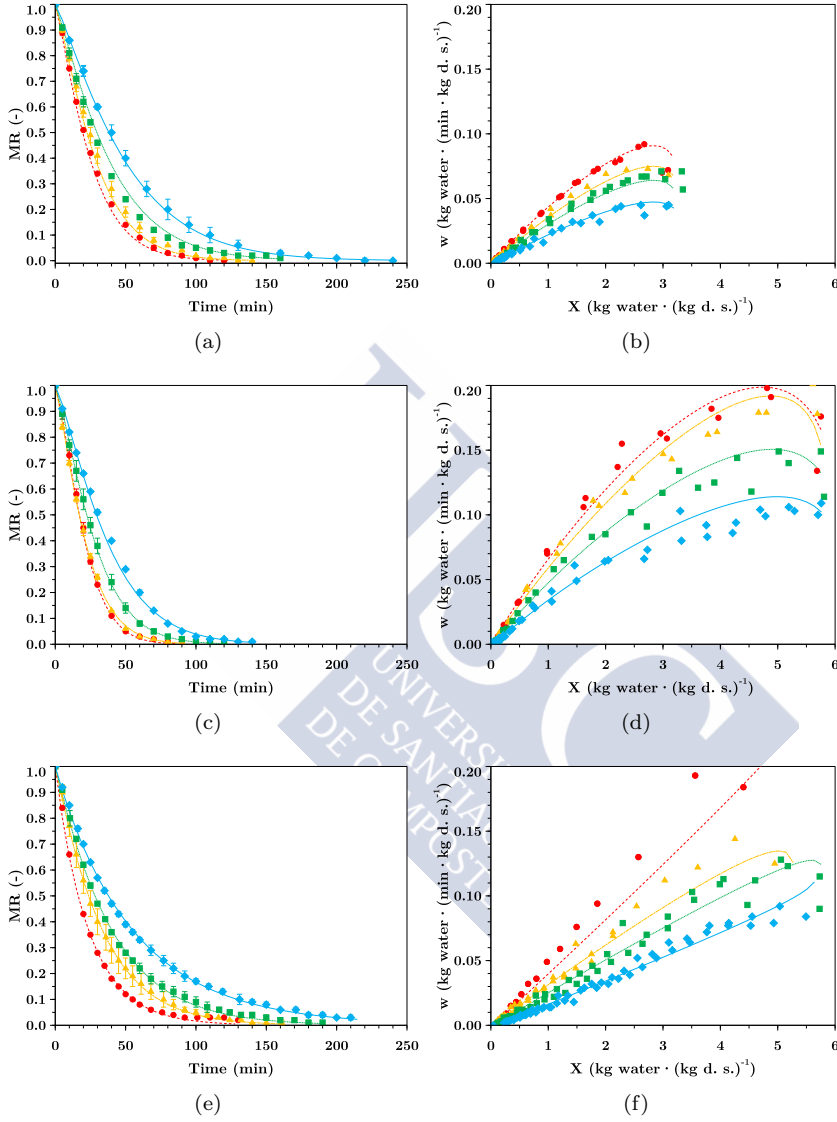 1.0
0.9
0.8
0.7
0.6
0.5
0.4
0.3
0.2
0.1
0.0
MR (-)
0 50 100 150 200 250
Time (min)
(a)
0.20
0.15
0.10
0.05
0.00
w (kg water · (min · kg d. s.)⁻¹)
0 1 2 3 4 5 6
X (kg water · (kg d. s.)⁻¹)
(b)
1.0
0.9
0.8
0.7
0.6
0.5
0.4
0.3
0.2
0.1
0.0
MR (-)
0 50 100 150 200 250
Time (min)
(c)
0.20
0.15
0.10
0.05
0.00
w (kg water · (min · kg d. s.)⁻¹)
0 1 2 3 4 5 6
X (kg water · (kg d. s.)⁻¹)
(d)
1.0
0.9
0.8
0.7
0.6
0.5
0.4
0.3
0.2
0.1
0.0
MR (-)
0 50 100 150 200 250
Time (min)
(e)
0.20
0.15
0.10
0.05
0.00
w (kg water · (min · kg d. s.)⁻¹)
0 1 2 3 4 5 6
X (kg water · (kg d. s.)⁻¹)
(f)
DE
DE